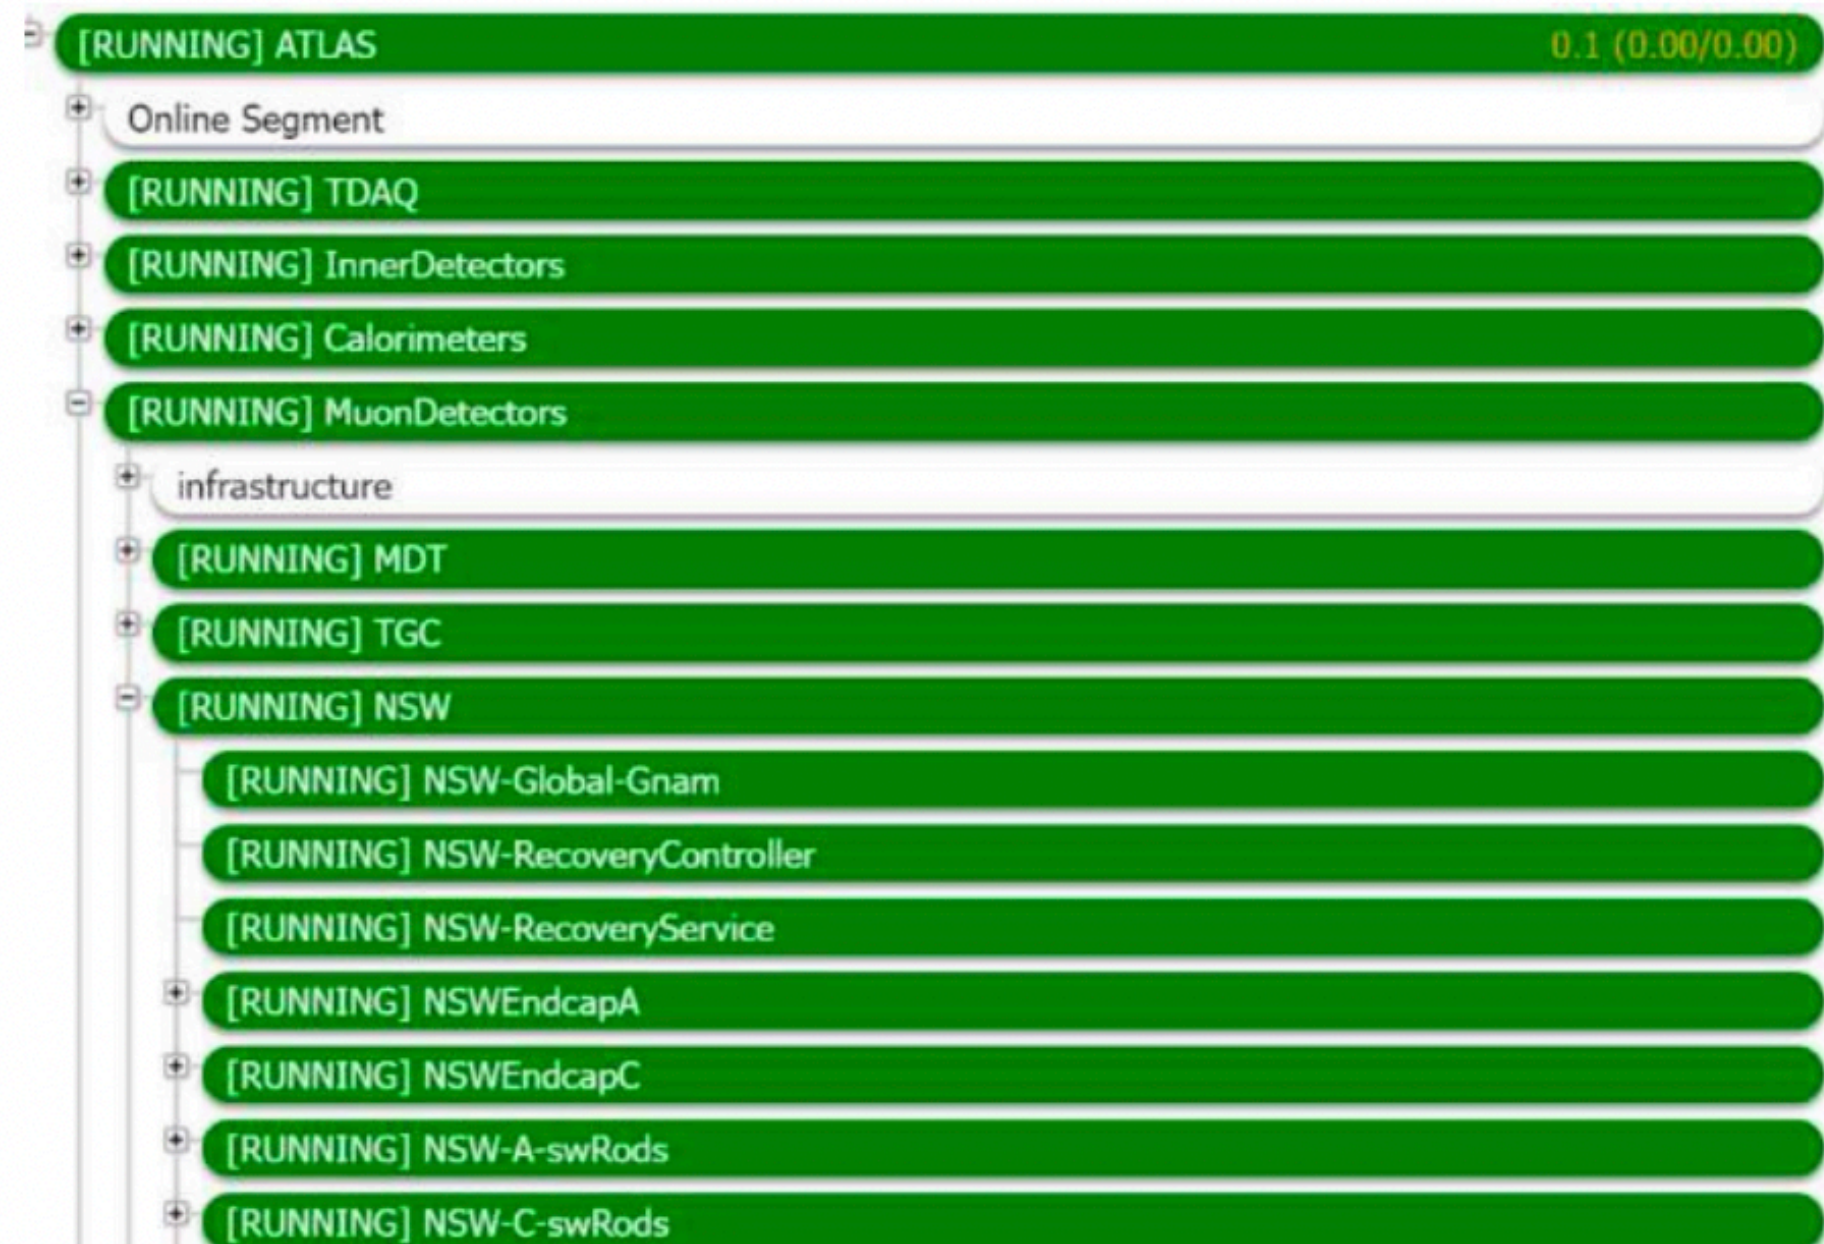 [RUNNING] ATLAS 0.1 (0.00/0.00)
Online Segment
[RUNNING] TDAQ
[RUNNING] InnerDetectors
[RUNNING] Calorimeters
[RUNNING] MuonDetectors
infrastructure
[RUNNING] MDT
[RUNNING] TGC
[RUNNING] NSW
[RUNNING] NSW-Global-Gnam
[RUNNING] NSW-RecoveryController
[RUNNING] NSW-RecoveryService
[RUNNING] NSWEndcapA
[RUNNING] NSWEndcapC
[RUNNING] NSW-A-swRods
[RUNNING] NSW-C-swRods